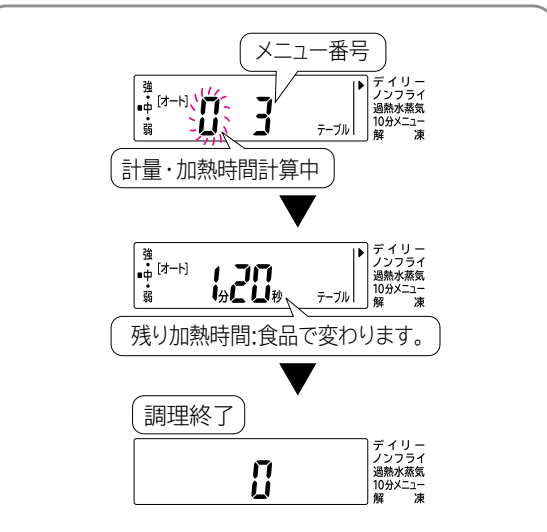 メニュー番号
強
・
中
・
弱
[オート]
0 3
テーブル
デイリー
ノンフライ
過熱水蒸気
10分メニュー
解 凍
計量・加熱時間計算中
強
・
中
・
弱
[オート]
1分20秒
テーブル
デイリー
ノンフライ
過熱水蒸気
10分メニュー
解 凍
残り加熱時間:食品で変わります。
調理終了
0
デイリー
ノンフライ
過熱水蒸気
10分メニュー
解 凍